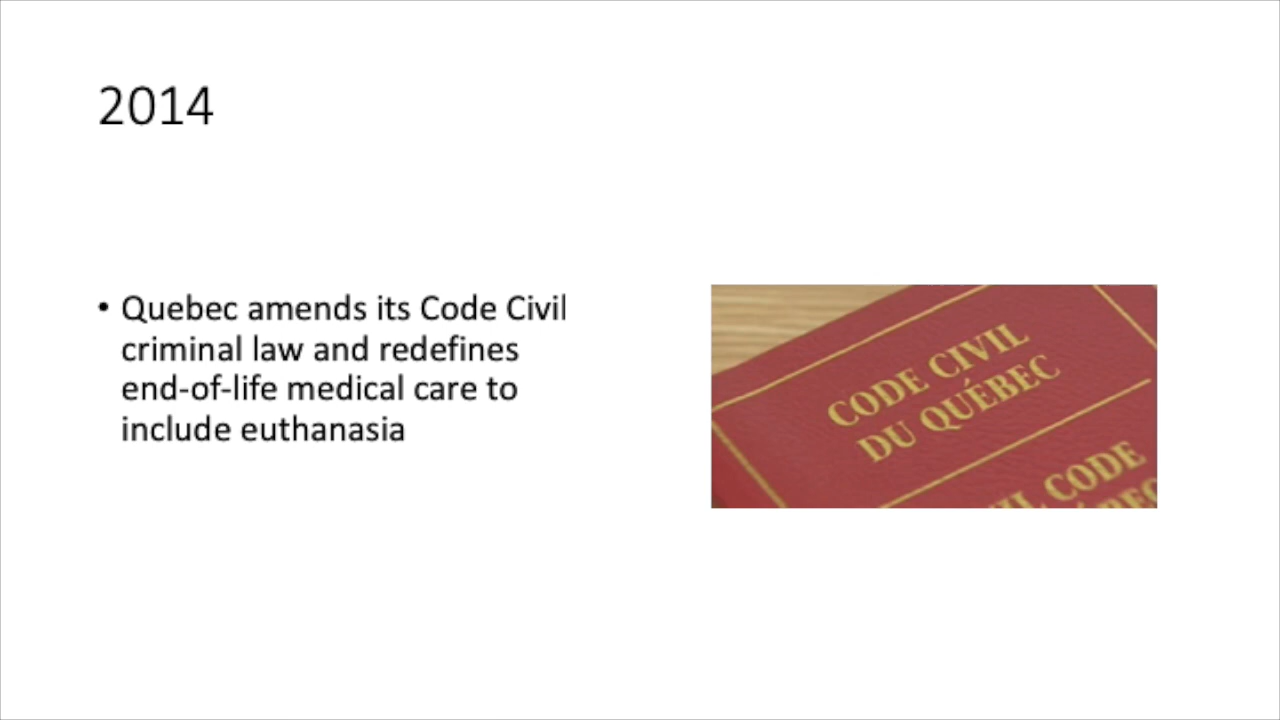 2014
• Quebec amends its Code Civil
criminal law and redefines
end-of-life medical care to
include euthanasia
CODE CIVIL
DU QUÉBEC
CODE